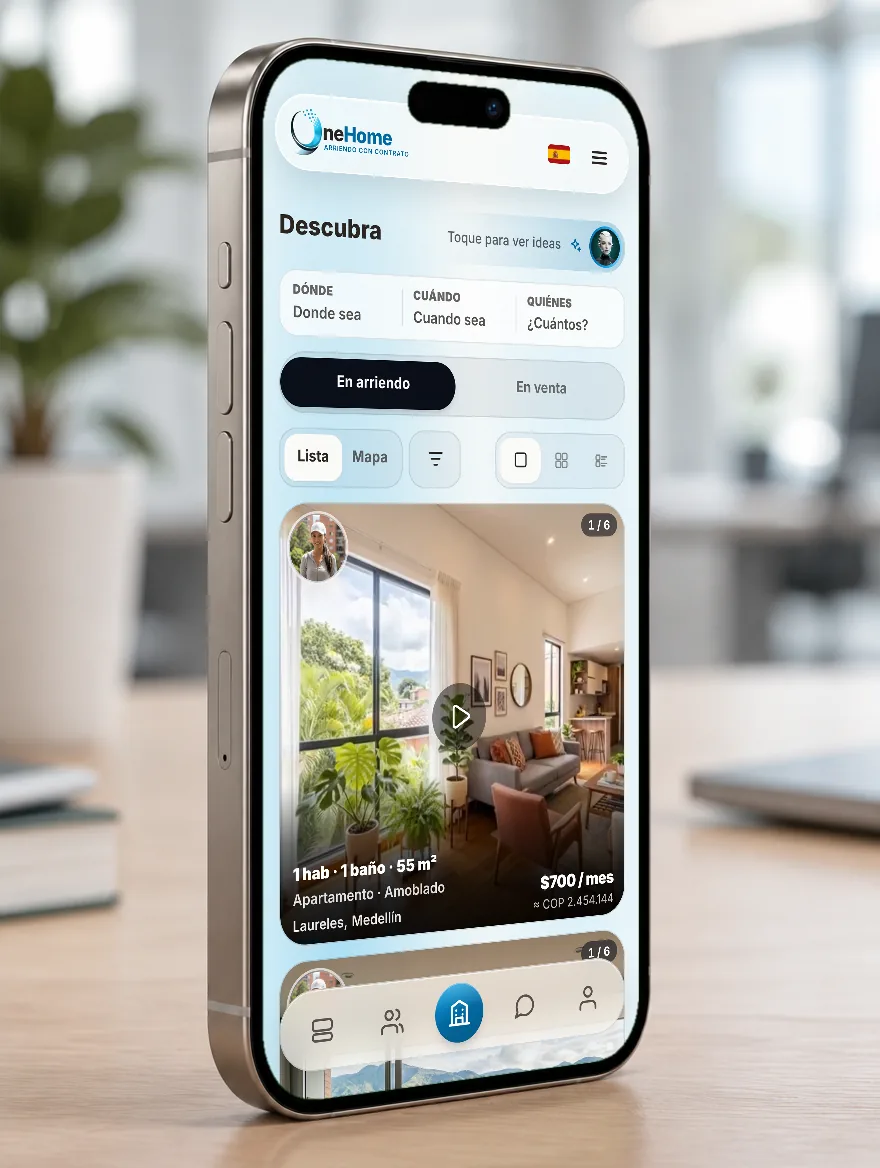 OneHome
ARRIENDO CON CONTRATO
Descubra
Toque para ver ideas
DÓNDE
Donde sea
CUÁNDO
Cuando sea
QUIÉNES
¿Cuántos?
En arriendo
En venta
Lista
Mapa
1 / 6
1 hab · 1 baño · 55 m²
Apartamento · Amoblado
Laureles, Medellín
$700 / mes
≈ COP 2.454.144
1 / 6